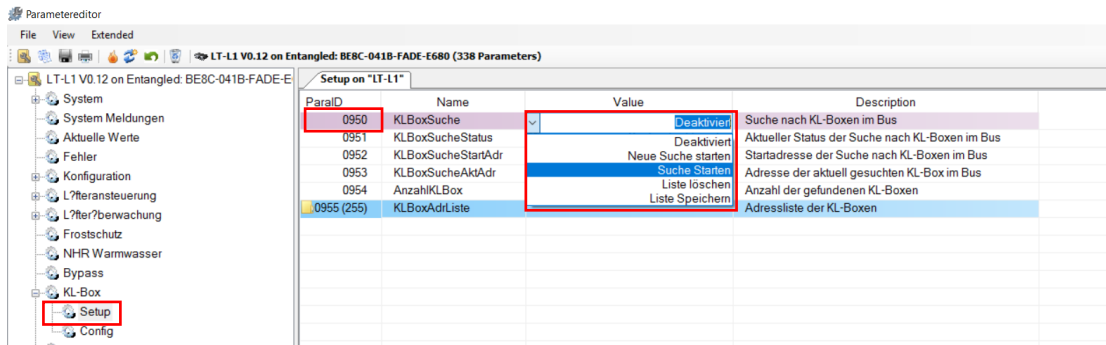 Parametereditor
File View Extended
LT-L1 V0.12 on Entangled: BE8C-041B-FADE-E680 (338 Parameters)
LT-L1 V0.12 on Entangled: BE8C-041B-FADE-E
System
System Meldungen
Aktuelle Werte
Fehler
Konfiguration
L?fteransteuerung
L?fter?berwachung
Frostschutz
NHR Warmwasser
Bypass
KL-Box
Setup
Config
Setup on "LT-L1"
ParaID Name Value Description
0950 KLBoxSuche Deaktiviert Suche nach KL-Boxen im Bus
0951 KLBoxSucheStatus Aktueller Status der Suche nach KL-Boxen im Bus
0952 KLBoxSucheStartAdr Startadresse der Suche nach KL-Boxen im Bus
0953 KLBoxSucheAktAdr Adresse der aktuell gesuchten KL-Box im Bus
0954 AnzahlKLBox Anzahl der gefundenen KL-Boxen
0955 (255) KLBoxAdrListe Adressliste der KL-Boxen
Deaktiviert
Neue Suche starten
Suche Starten
Liste löschen
Liste Speichern